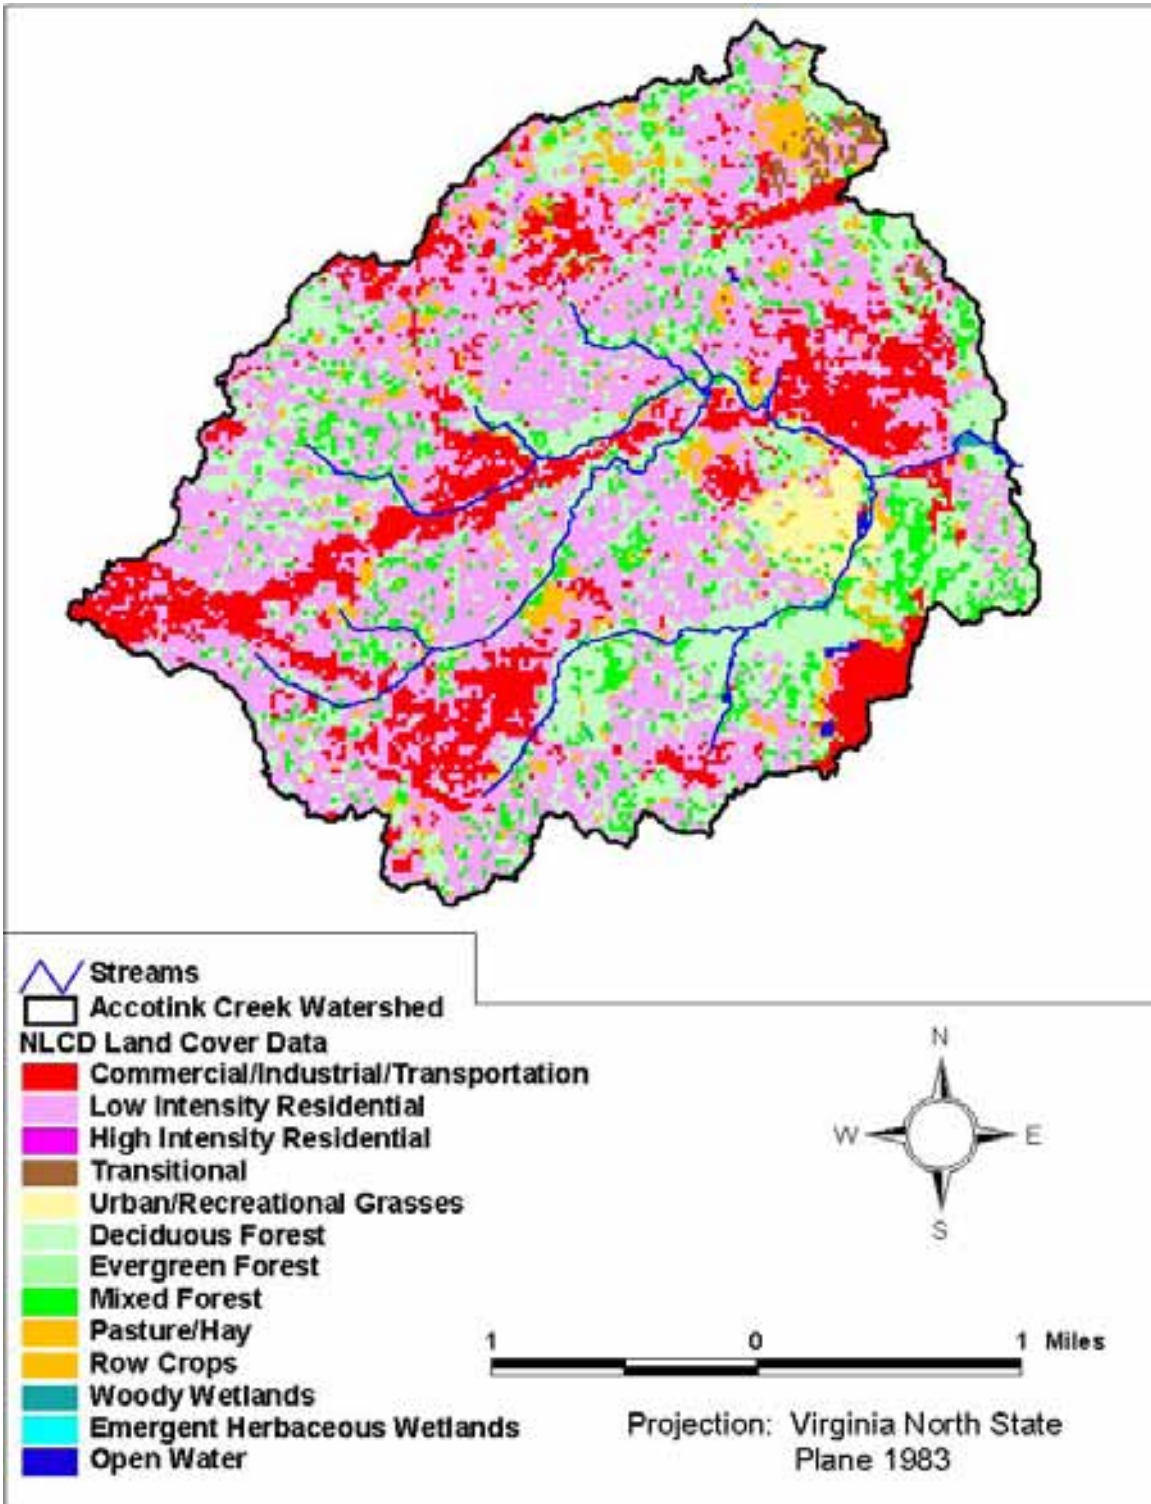 Streams
Accotink Creek Watershed
NLCD Land Cover Data
Commercial/Industrial/Transportation
Low Intensity Residential
High Intensity Residential
Transitional
Urban/Recreational Grasses
Deciduous Forest
Evergreen Forest
Mixed Forest
Pasture/Hay
Row Crops
Woody Wetlands
Emergent Herbaceous Wetlands
Open Water
N
W E
S
1 0 1 Miles
Projection: Virginia North State
Plane 1983